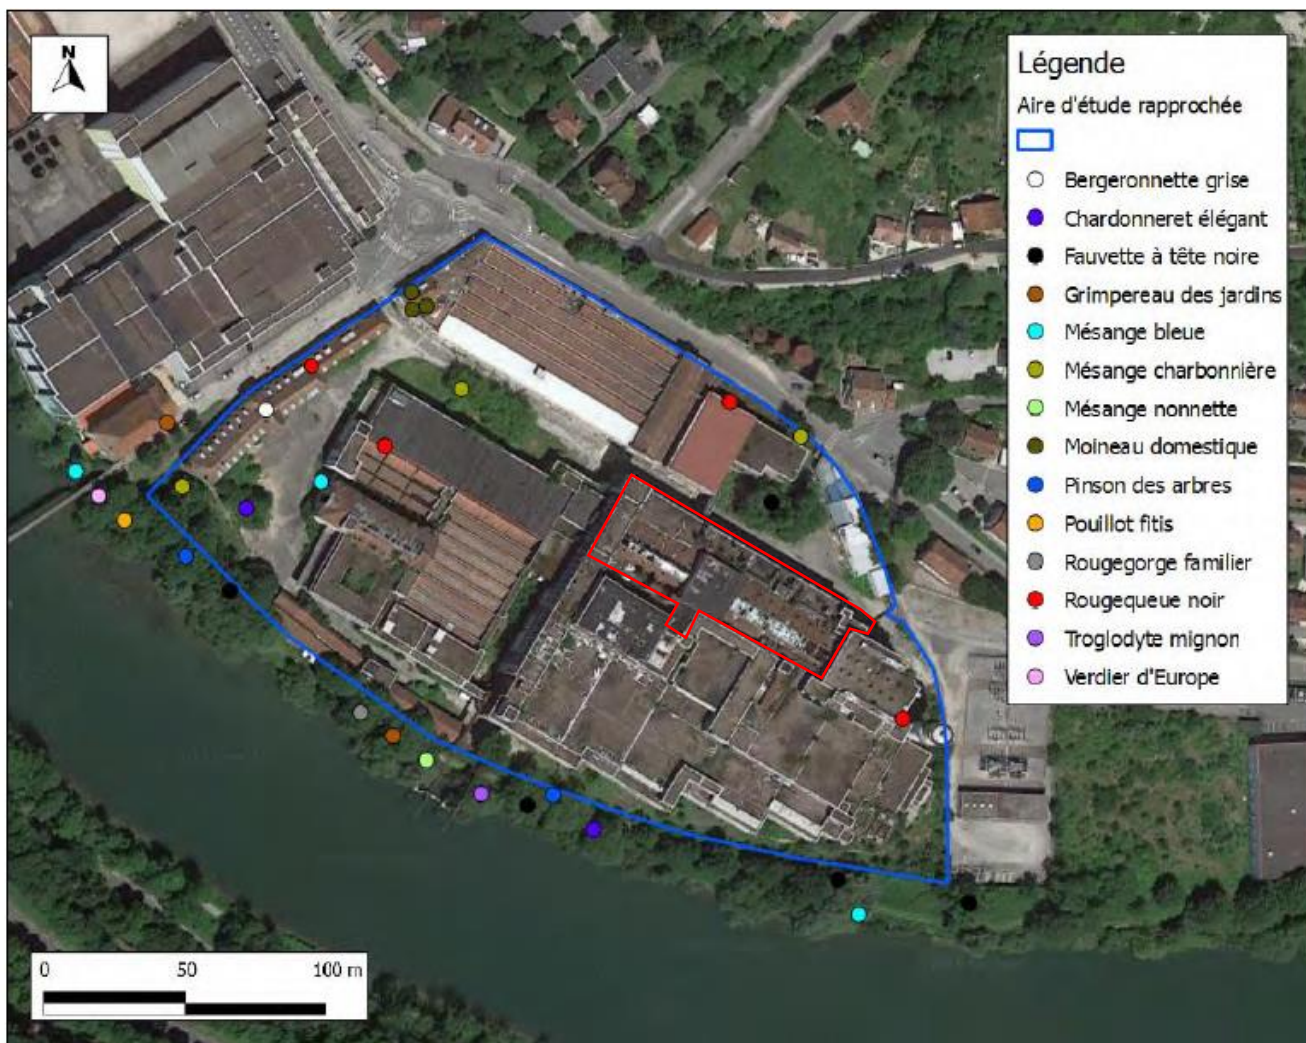 N
Légende
Aire d'étude rapprochée
Bergeronnette grise
Chardonneret élégant
Fauvette à tête noire
Grimpereau des jardins
Mésange bleue
Mésange charbonnière
Mésange nonnette
Moineau domestique
Pinson des arbres
Pouillot fitis
Rougegorge familier
Rougequeue noir
Troglodyte mignon
Verdier d'Europe
0 50 100 m